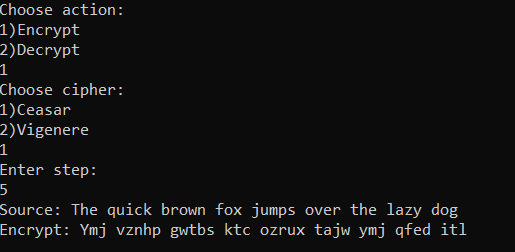 Choose action:
1)Encrypt
2)Decrypt
1
Choose cipher:
1)Ceasar
2)Vigenere
1
Enter step:
5
Source: The quick brown fox jumps over the lazy dog
Encrypt: Ymj vznhp gwtbs ktc ozrux tajw ymj qfed itl